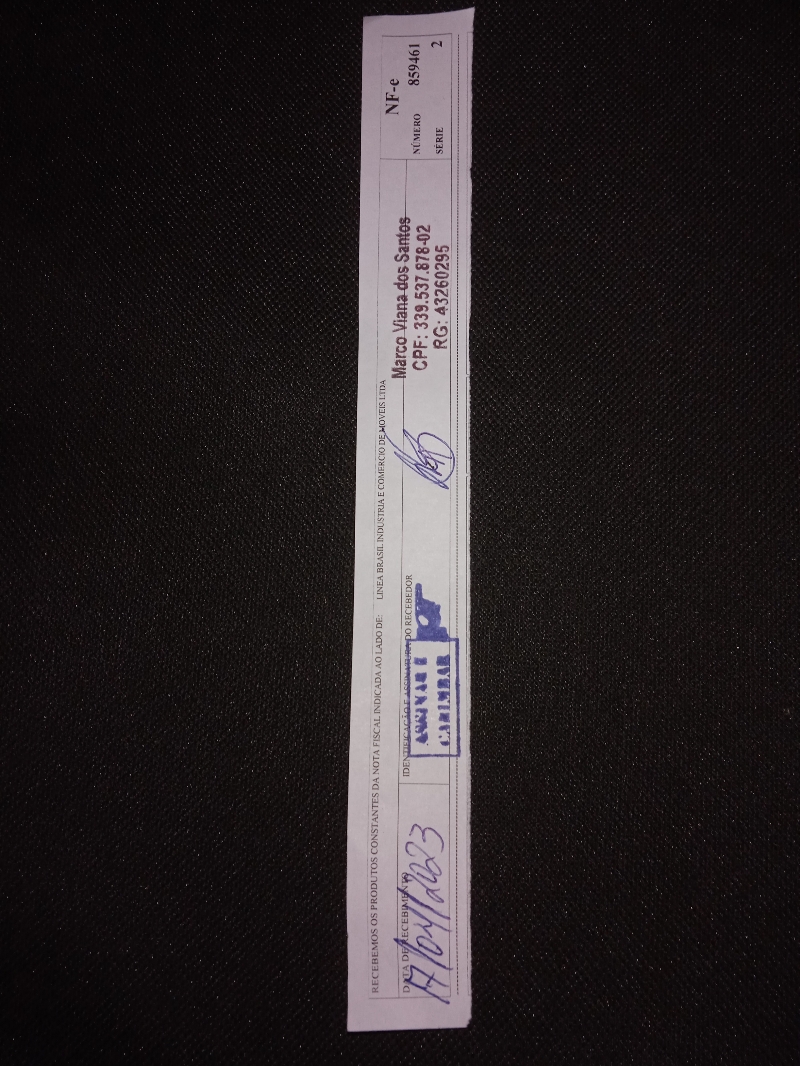 RECEBEMOS OS PRODUTOS CONSTANTES DA NOTA FISCAL INDICADA AO LADO DE: LINEA BRASIL INDUSTRIA E COMERCIO DE MOVEIS LTDA
NF-e
NÚMERO 859461
SÉRIE 2
DATA DE RECEBIMENTO
17/04/2023
IDENTIFICAÇÃO E ASSINATURA DO RECEBEDOR
ASSINAR E
CARIMBAR
Marco Viana dos Santos
CPF: 339.537.878-02
RG: 43260295